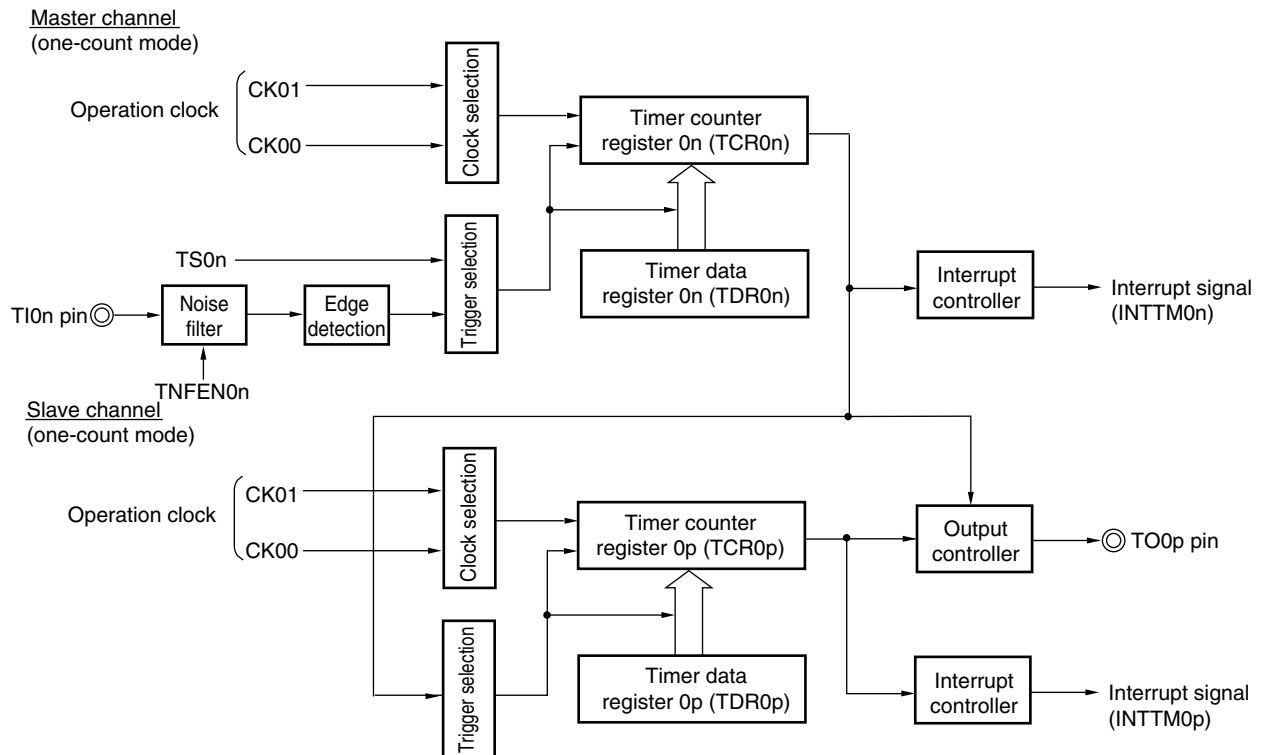 Master channel
(one-count mode)
Operation clock
CK01
CK00
Clock selection
Timer counter
register 0n (TCR0n)
TS0n
TI0n pin
Noise
filter
Edge
detection
Trigger selection
Timer data
register 0n (TDR0n)
Interrupt
controller
Interrupt signal
(INTTM0n)
TNFEN0n
Slave channel
(one-count mode)
Operation clock
CK01
CK00
Clock selection
Timer counter
register 0p (TCR0p)
Output
controller
TO0p pin
Trigger selection
Timer data
register 0p (TDR0p)
Interrupt
controller
Interrupt signal
(INTTM0p)